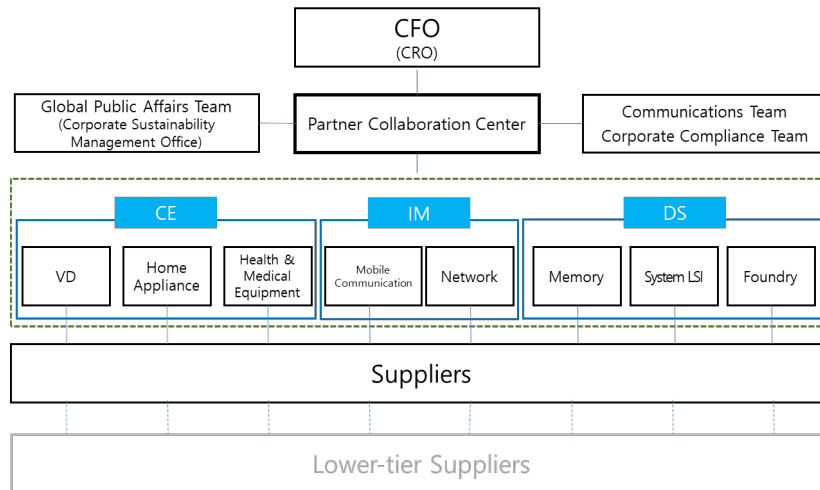 CFO
(CRO)
Global Public Affairs Team
(Corporate Sustainability
Management Office)
Partner Collaboration Center
Communications Team
Corporate Compliance Team
CE
IM
DS
VD
Home
Appliance
Health &
Medical
Equipment
Mobile
Communication
Network
Memory
System LSI
Foundry
Suppliers
Lower-tier Suppliers